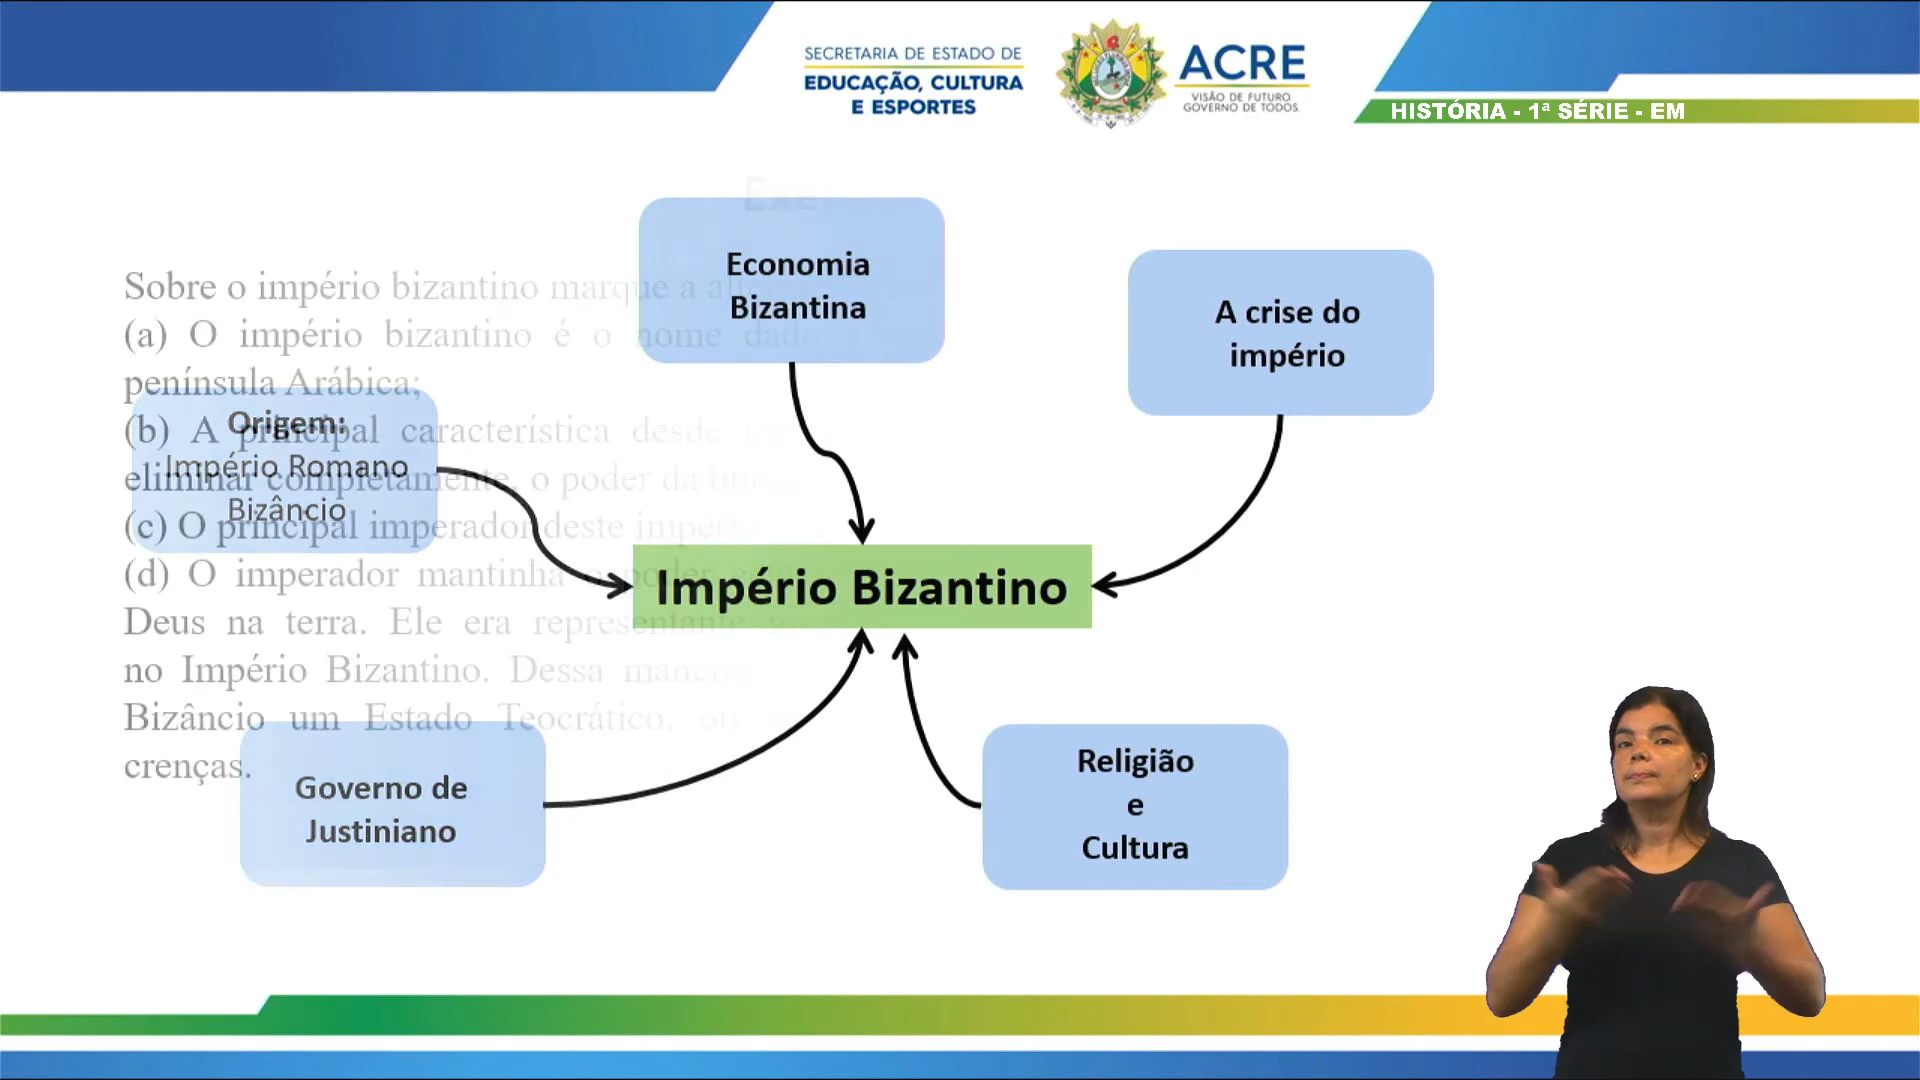 SECRETARIA DE ESTADO DE
EDUCAÇÃO, CULTURA
E ESPORTES
ACRE
VISÃO DE FUTURO,
GOVERNO DE TODOS.
HISTÓRIA - 1ª SÉRIE - EM
Economia
Bizantina
A crise do
império
Origem:
Império Romano
Bizâncio
Império Bizantino
Governo de
Justiniano
Religião
e
Cultura
Sobre o império bizantino marque a
(a) O império bizantino é o nome dado
península Arábica;
(b) A principal característica desde
eliminar completamente, o poder da
(c) O principal imperador deste
(d) O imperador mantinha o poder
Deus na terra. Ele era representante
no Império Bizantino. Dessa
Bizâncio um Estado Teocrático, ou
crenças.